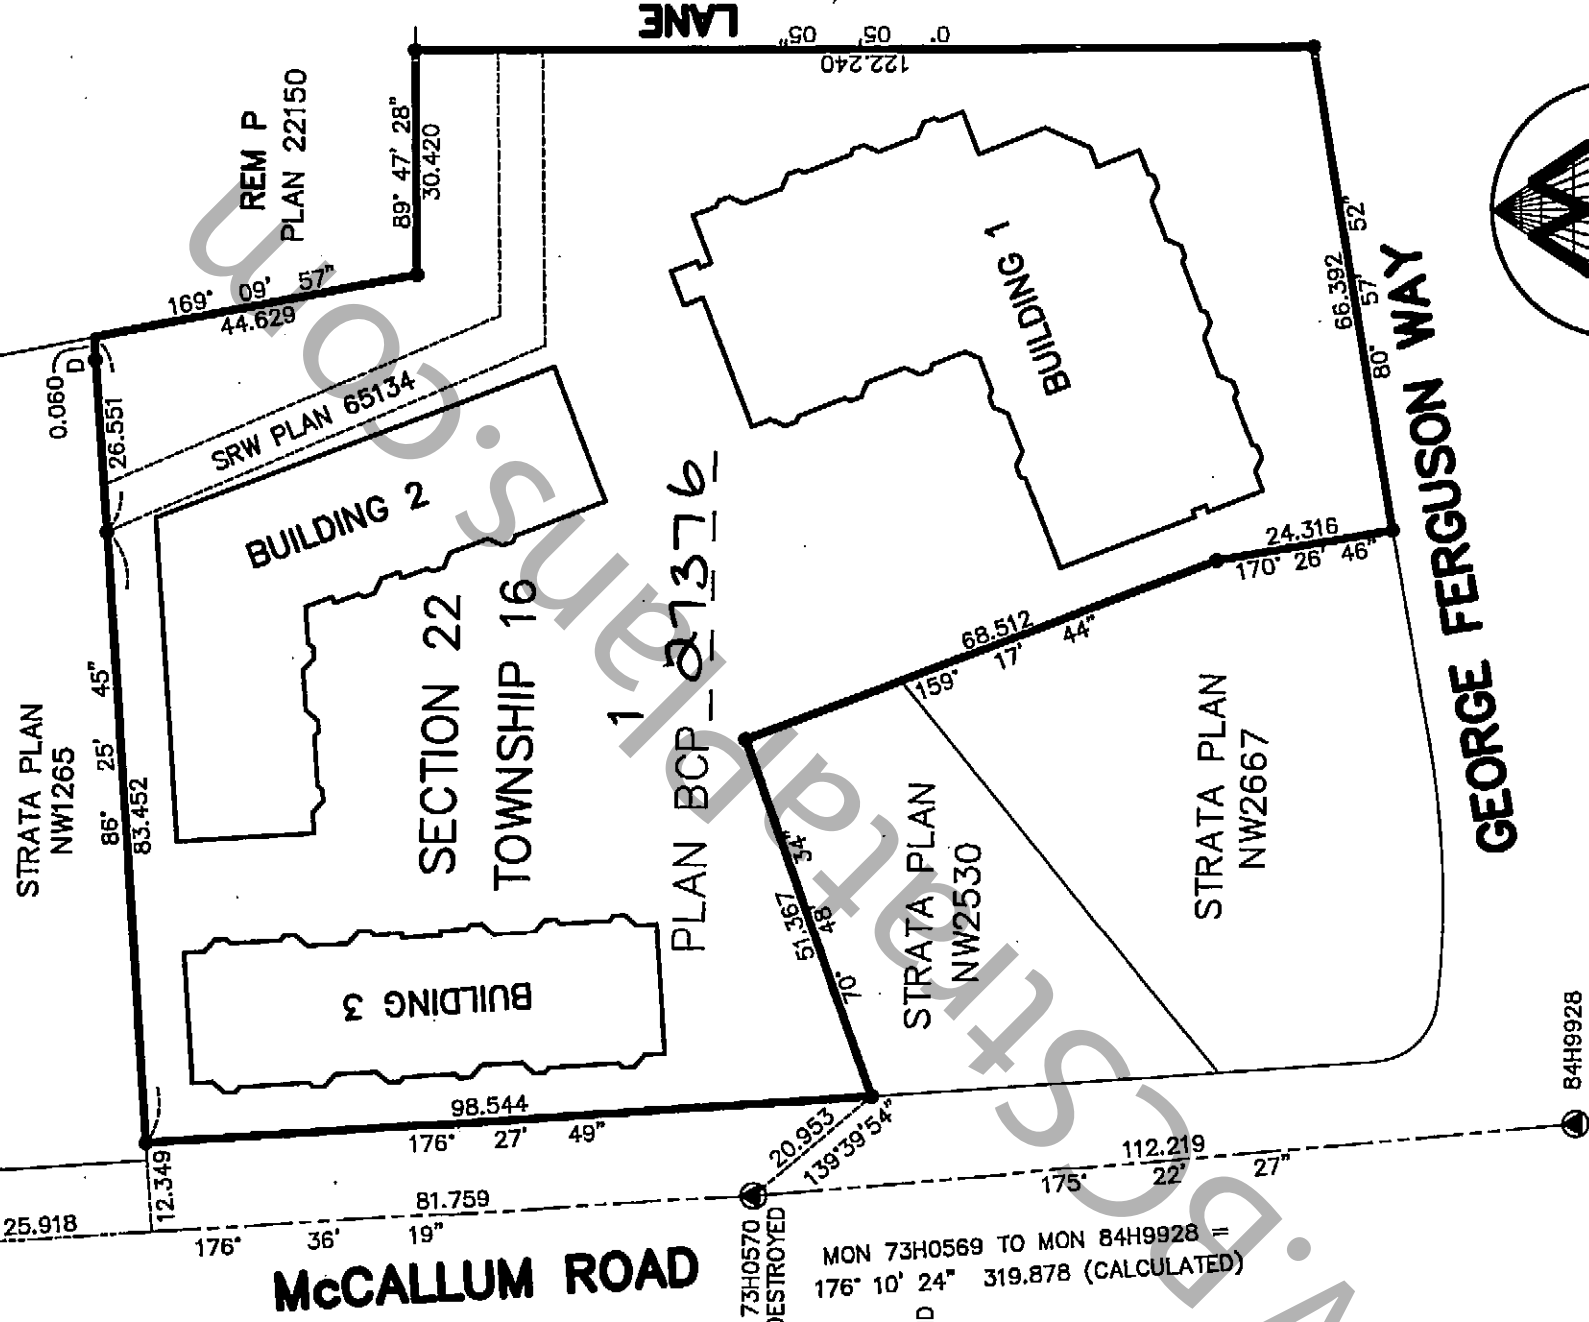 LANE
0° 05' 05"
122.240
REM P
PLAN 22150
89° 47' 28"
30.420
169° 09' 57"
44.629
0.060
D
26.551
SRW PLAN 65134
BUILDING 1
BUILDING 2
66.392
80° 57' 52"
GEORGE FERGUSON WAY
24.316
170° 26' 46"
68.512
159° 17' 44"
SECTION 22
TOWNSHIP 16
1
PLAN BCP 27376
STRATA PLAN
NW1265
86° 25' 45"
83.452
51.367
70° 48' 34"
STRATA PLAN
NW2530
STRATA PLAN
NW2667
BUILDING 3
98.544
176° 27' 49"
20.953
139°39'54"
12.349
25.918
81.759
176° 36' 19"
112.219
175° 22' 27"
84H9928
McCALLUM ROAD
73H0570
DESTROYED
MON 73H0569 TO MON 84H9928 =
176° 10' 24" 319.878 (CALCULATED)
D
w.BCStrataPlans.com